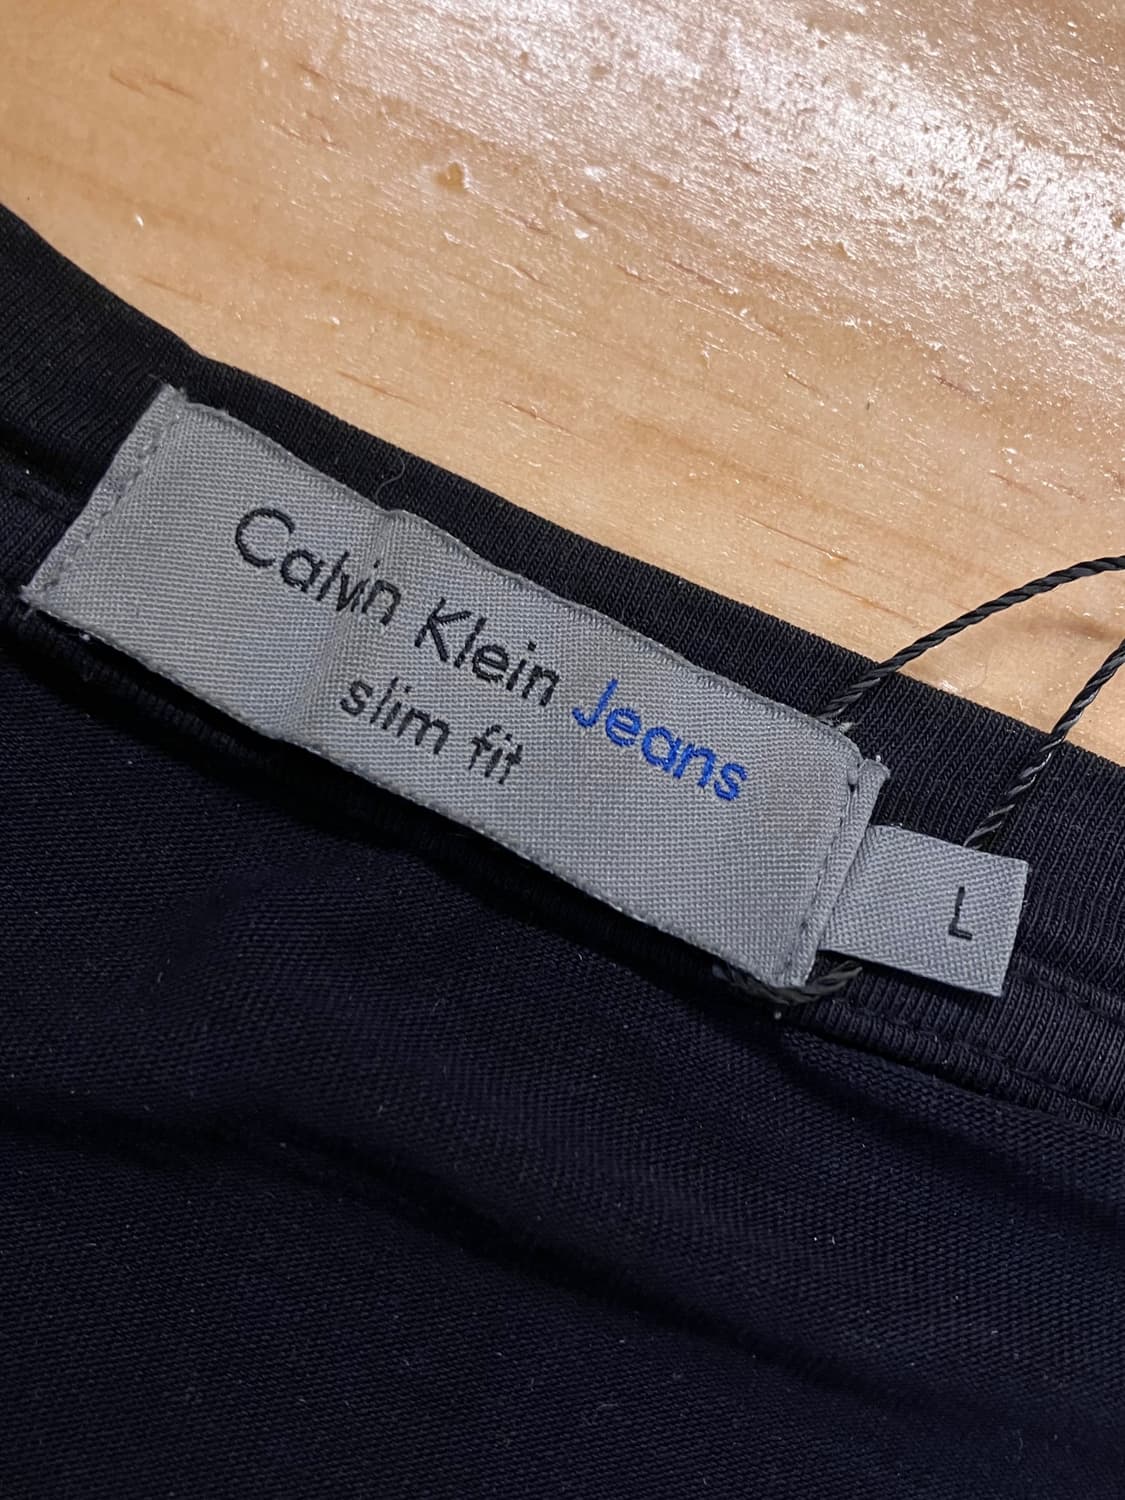 Calvin Klein Jeans
slim fit
L